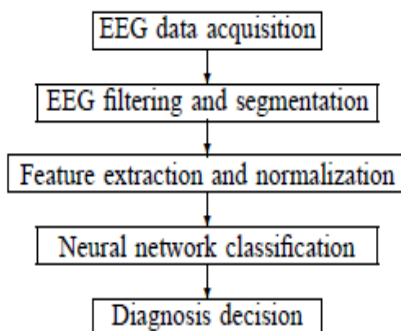 EEG data acquisition
EEG filtering and segmentation
Feature extraction and normalization
Neural network classification
Diagnosis decision